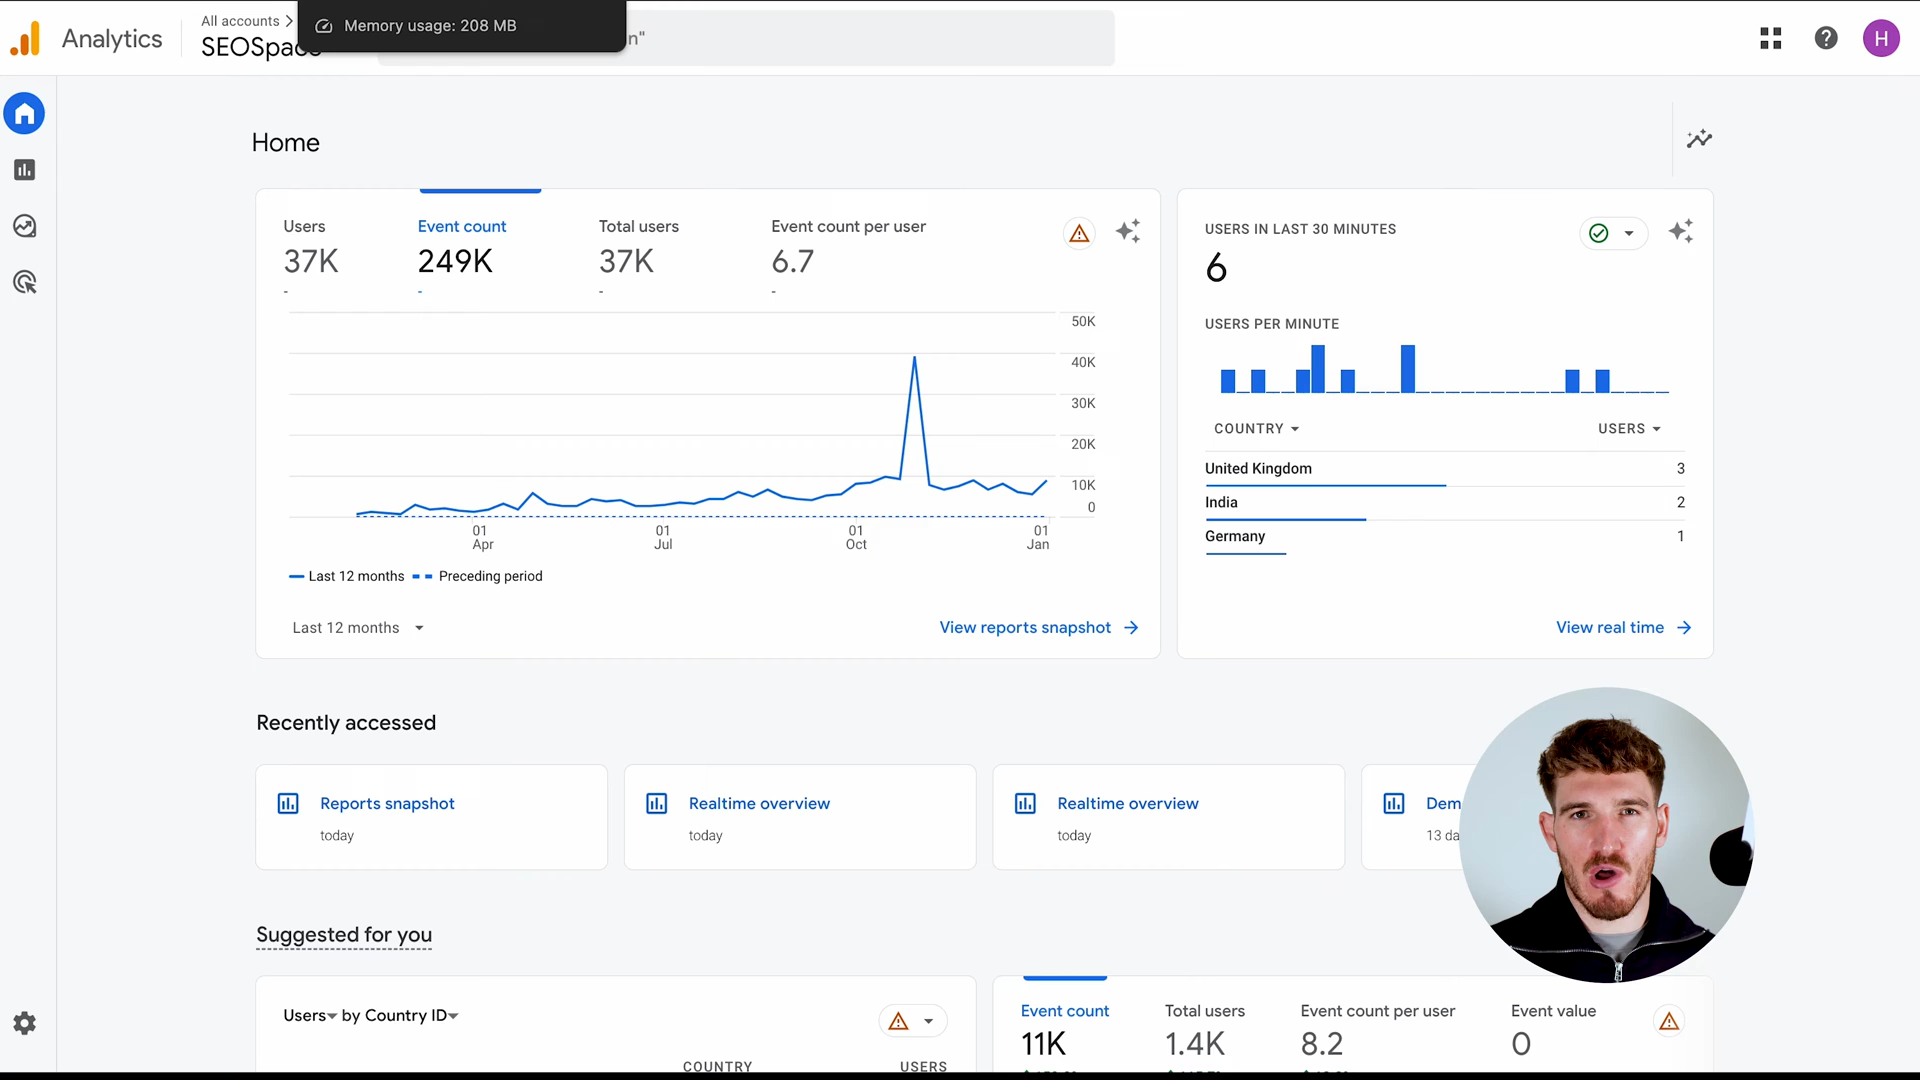 All accounts
Memory usage: 208 MB
Analytics
SEOSpace
n"
H
Home
Users
Event count
Total users
Event count per user
37K
249K
37K
6.7
-
-
-
-
50K
40K
30K
20K
10K
0
01 Apr
01 Jul
01 Oct
01 Jan
Last 12 months
Preceding period
Last 12 months
View reports snapshot
USERS IN LAST 30 MINUTES
6
USERS PER MINUTE
COUNTRY
USERS
United Kingdom 3
India 2
Germany 1
View real time
Recently accessed
Reports snapshot
today
Realtime overview
today
Realtime overview
today
Dem
13 da
Suggested for you
Users by Country ID
COUNTRY
USERS
Event count
Total users
Event count per user
Event value
11K
1.4K
8.2
0